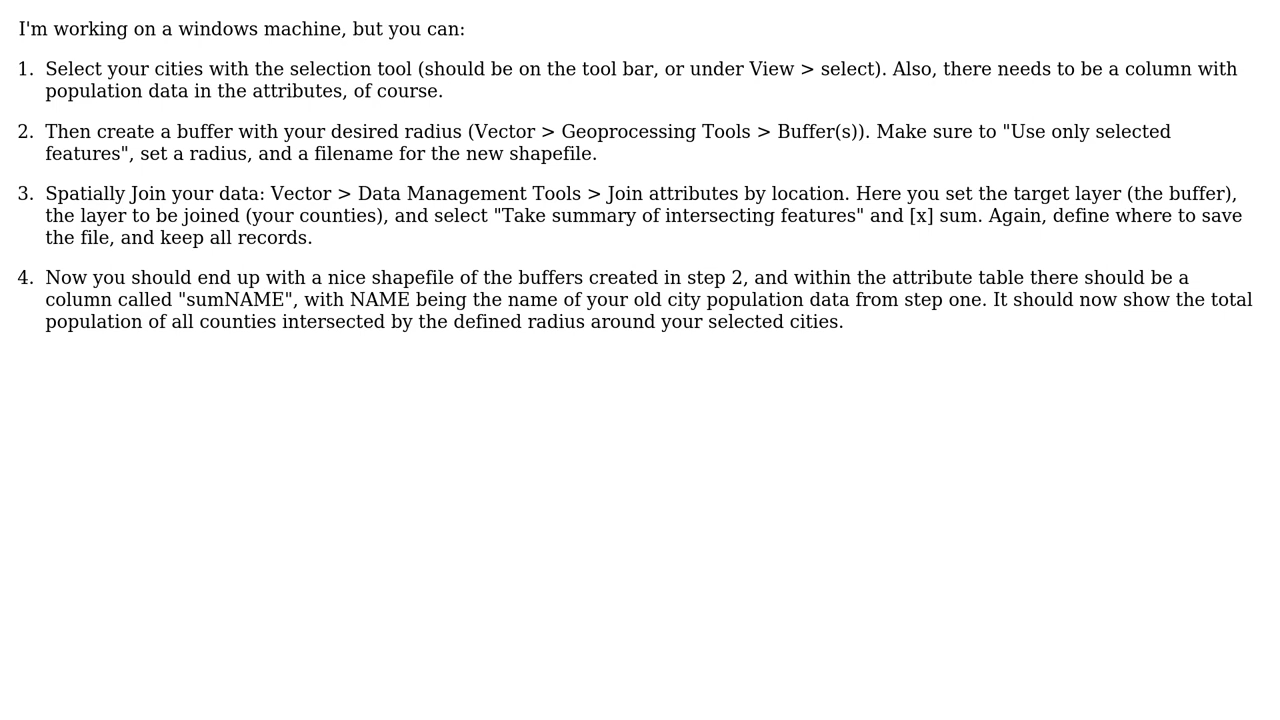 I'm working on a windows machine, but you can:
1. Select your cities with the selection tool (should be on the tool bar, or under View > select). Also, there needs to be a column with
population data in the attributes, of course.
2. Then create a buffer with your desired radius (Vector > Geoprocessing Tools > Buffer(s)). Make sure to "Use only selected
features", set a radius, and a filename for the new shapefile.
3. Spatially Join your data: Vector > Data Management Tools > Join attributes by location. Here you set the target layer (the buffer),
the layer to be joined (your counties), and select "Take summary of intersecting features" and [x] sum. Again, define where to save
the file, and keep all records.
4. Now you should end up with a nice shapefile of the buffers created in step 2, and within the attribute table there should be a
column called "sumNAME", with NAME being the name of your old city population data from step one. It should now show the total
population of all counties intersected by the defined radius around your selected cities.